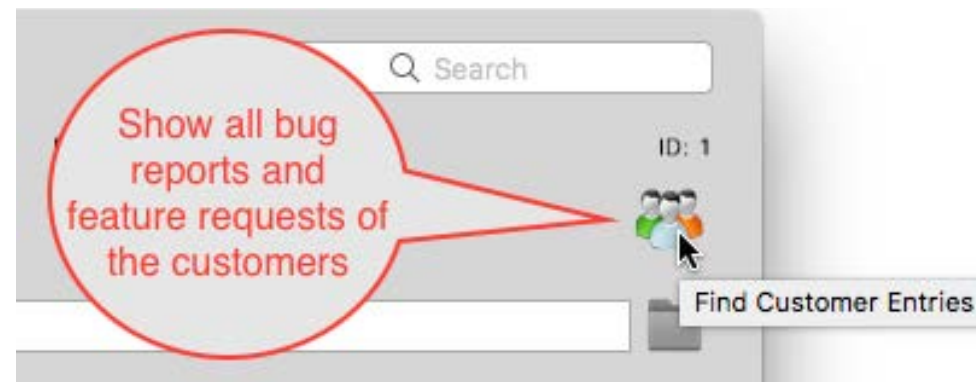 Search
Show all bug
reports and
feature requests of
the customers
ID: 1
Find Customer Entries